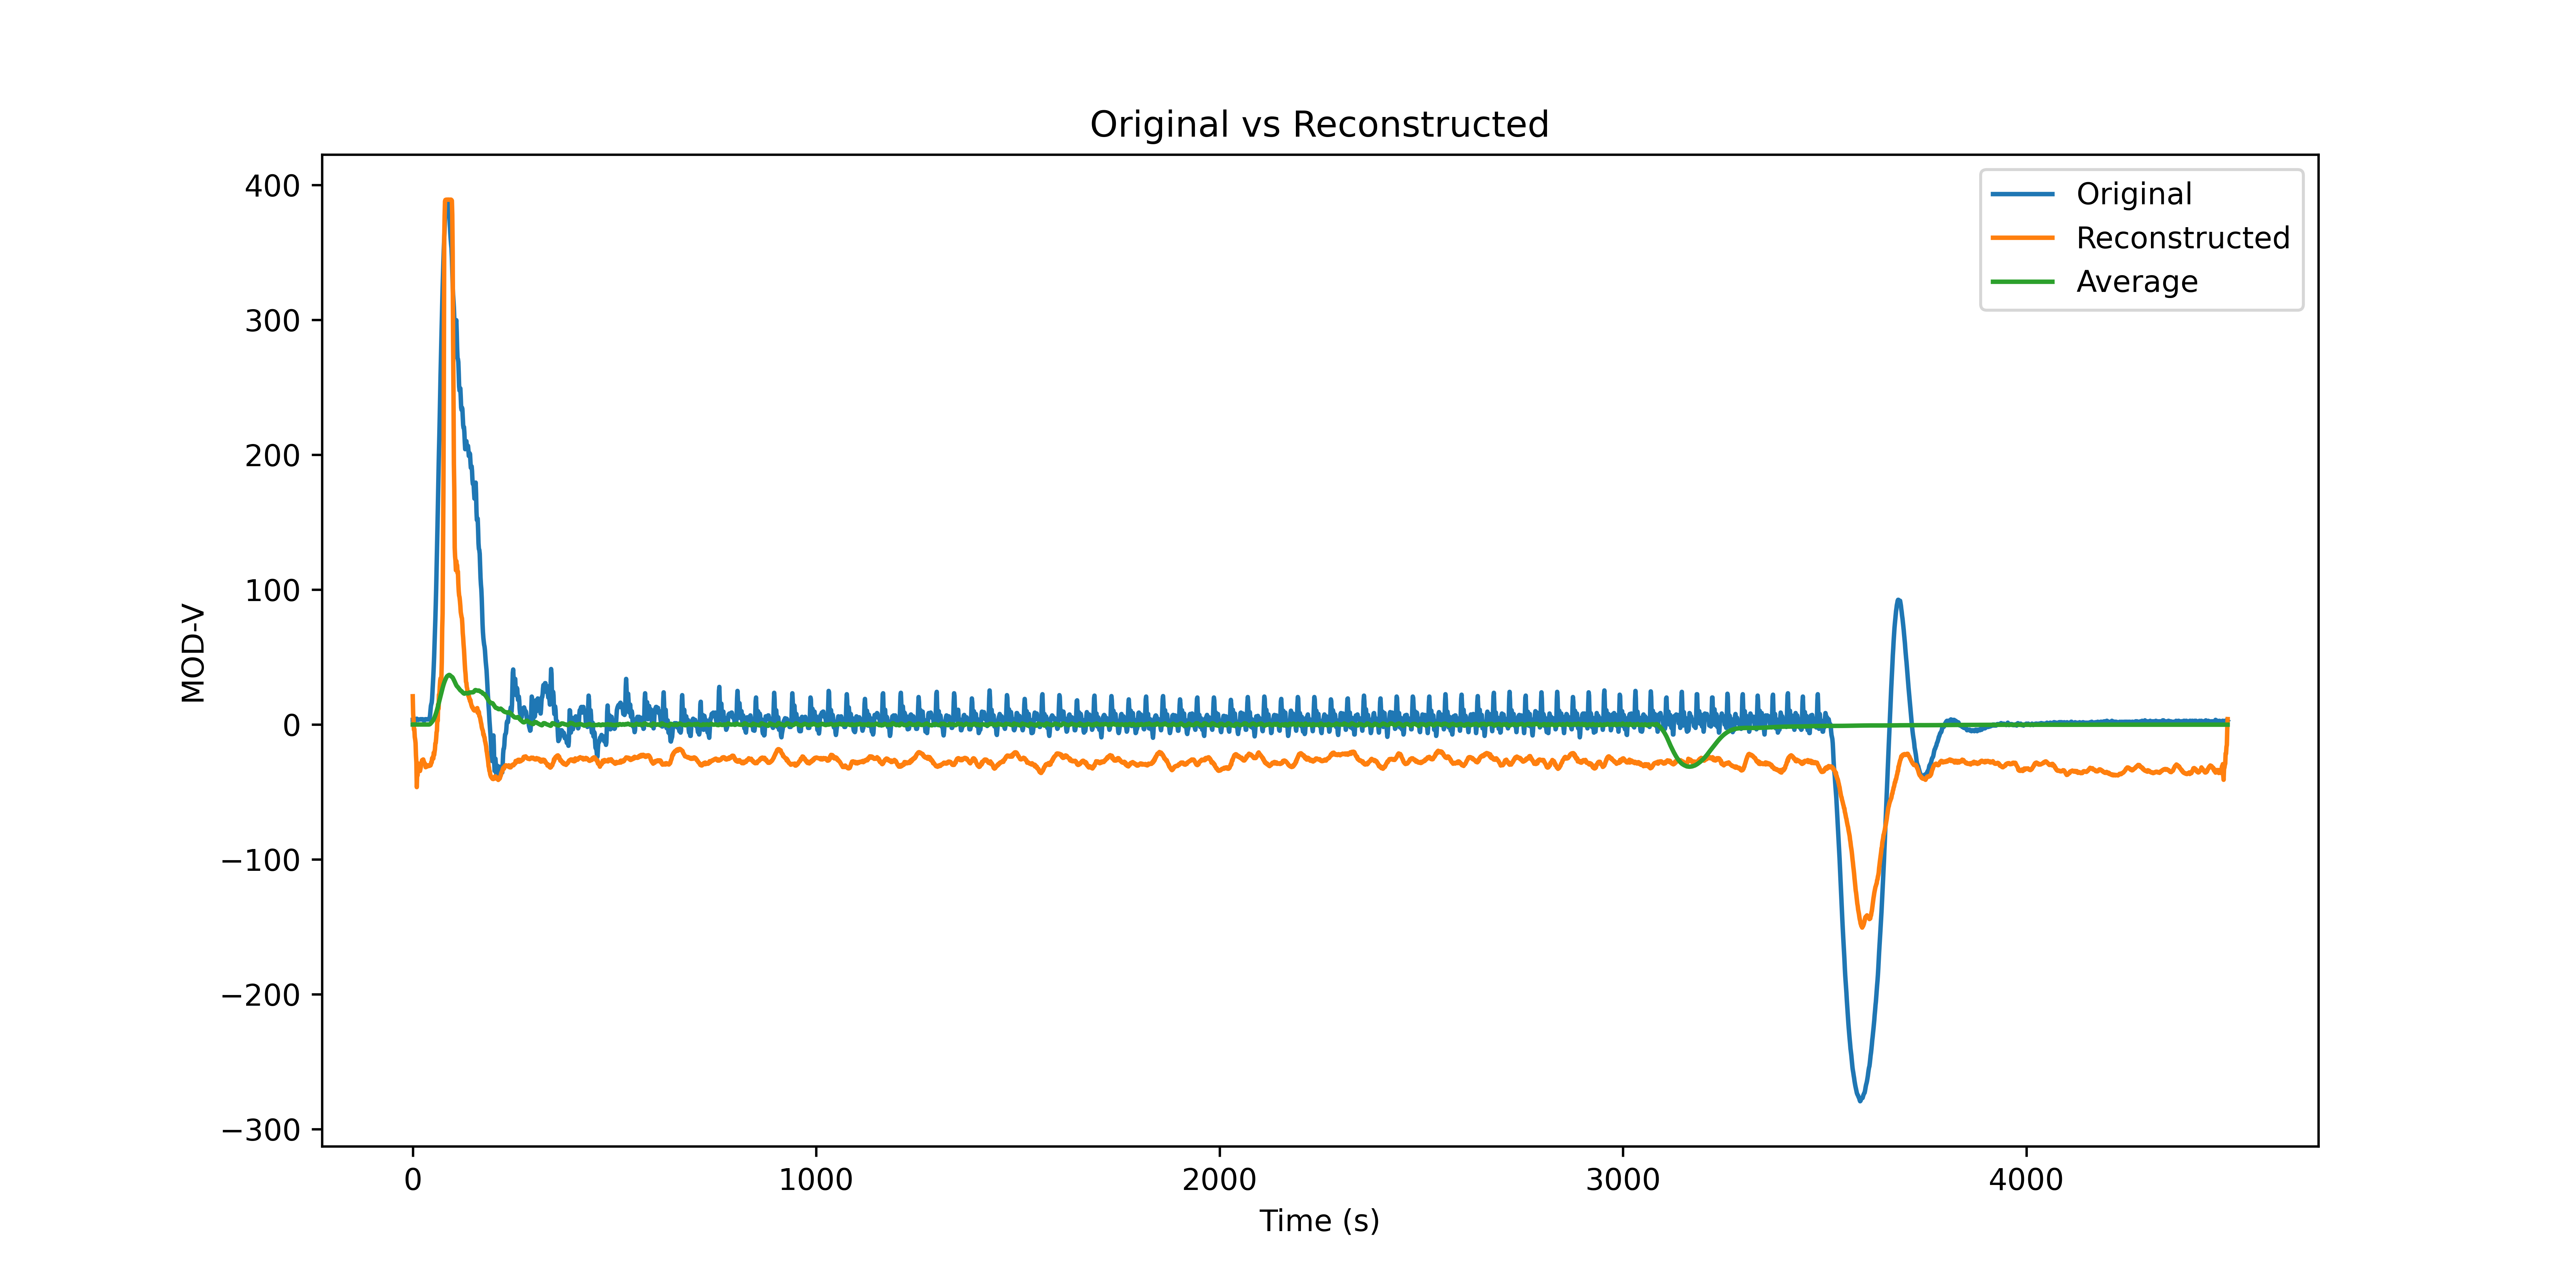 Original vs Reconstructed
Original
Reconstructed
Average
400
300
200
100
0
−100
−200
−300
MOD-V
0 1000 2000 3000 4000
Time (s)